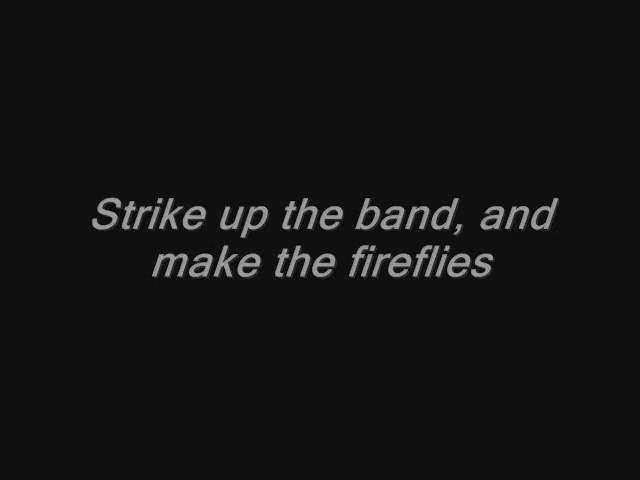 Strike up the band, and
make the fireflies